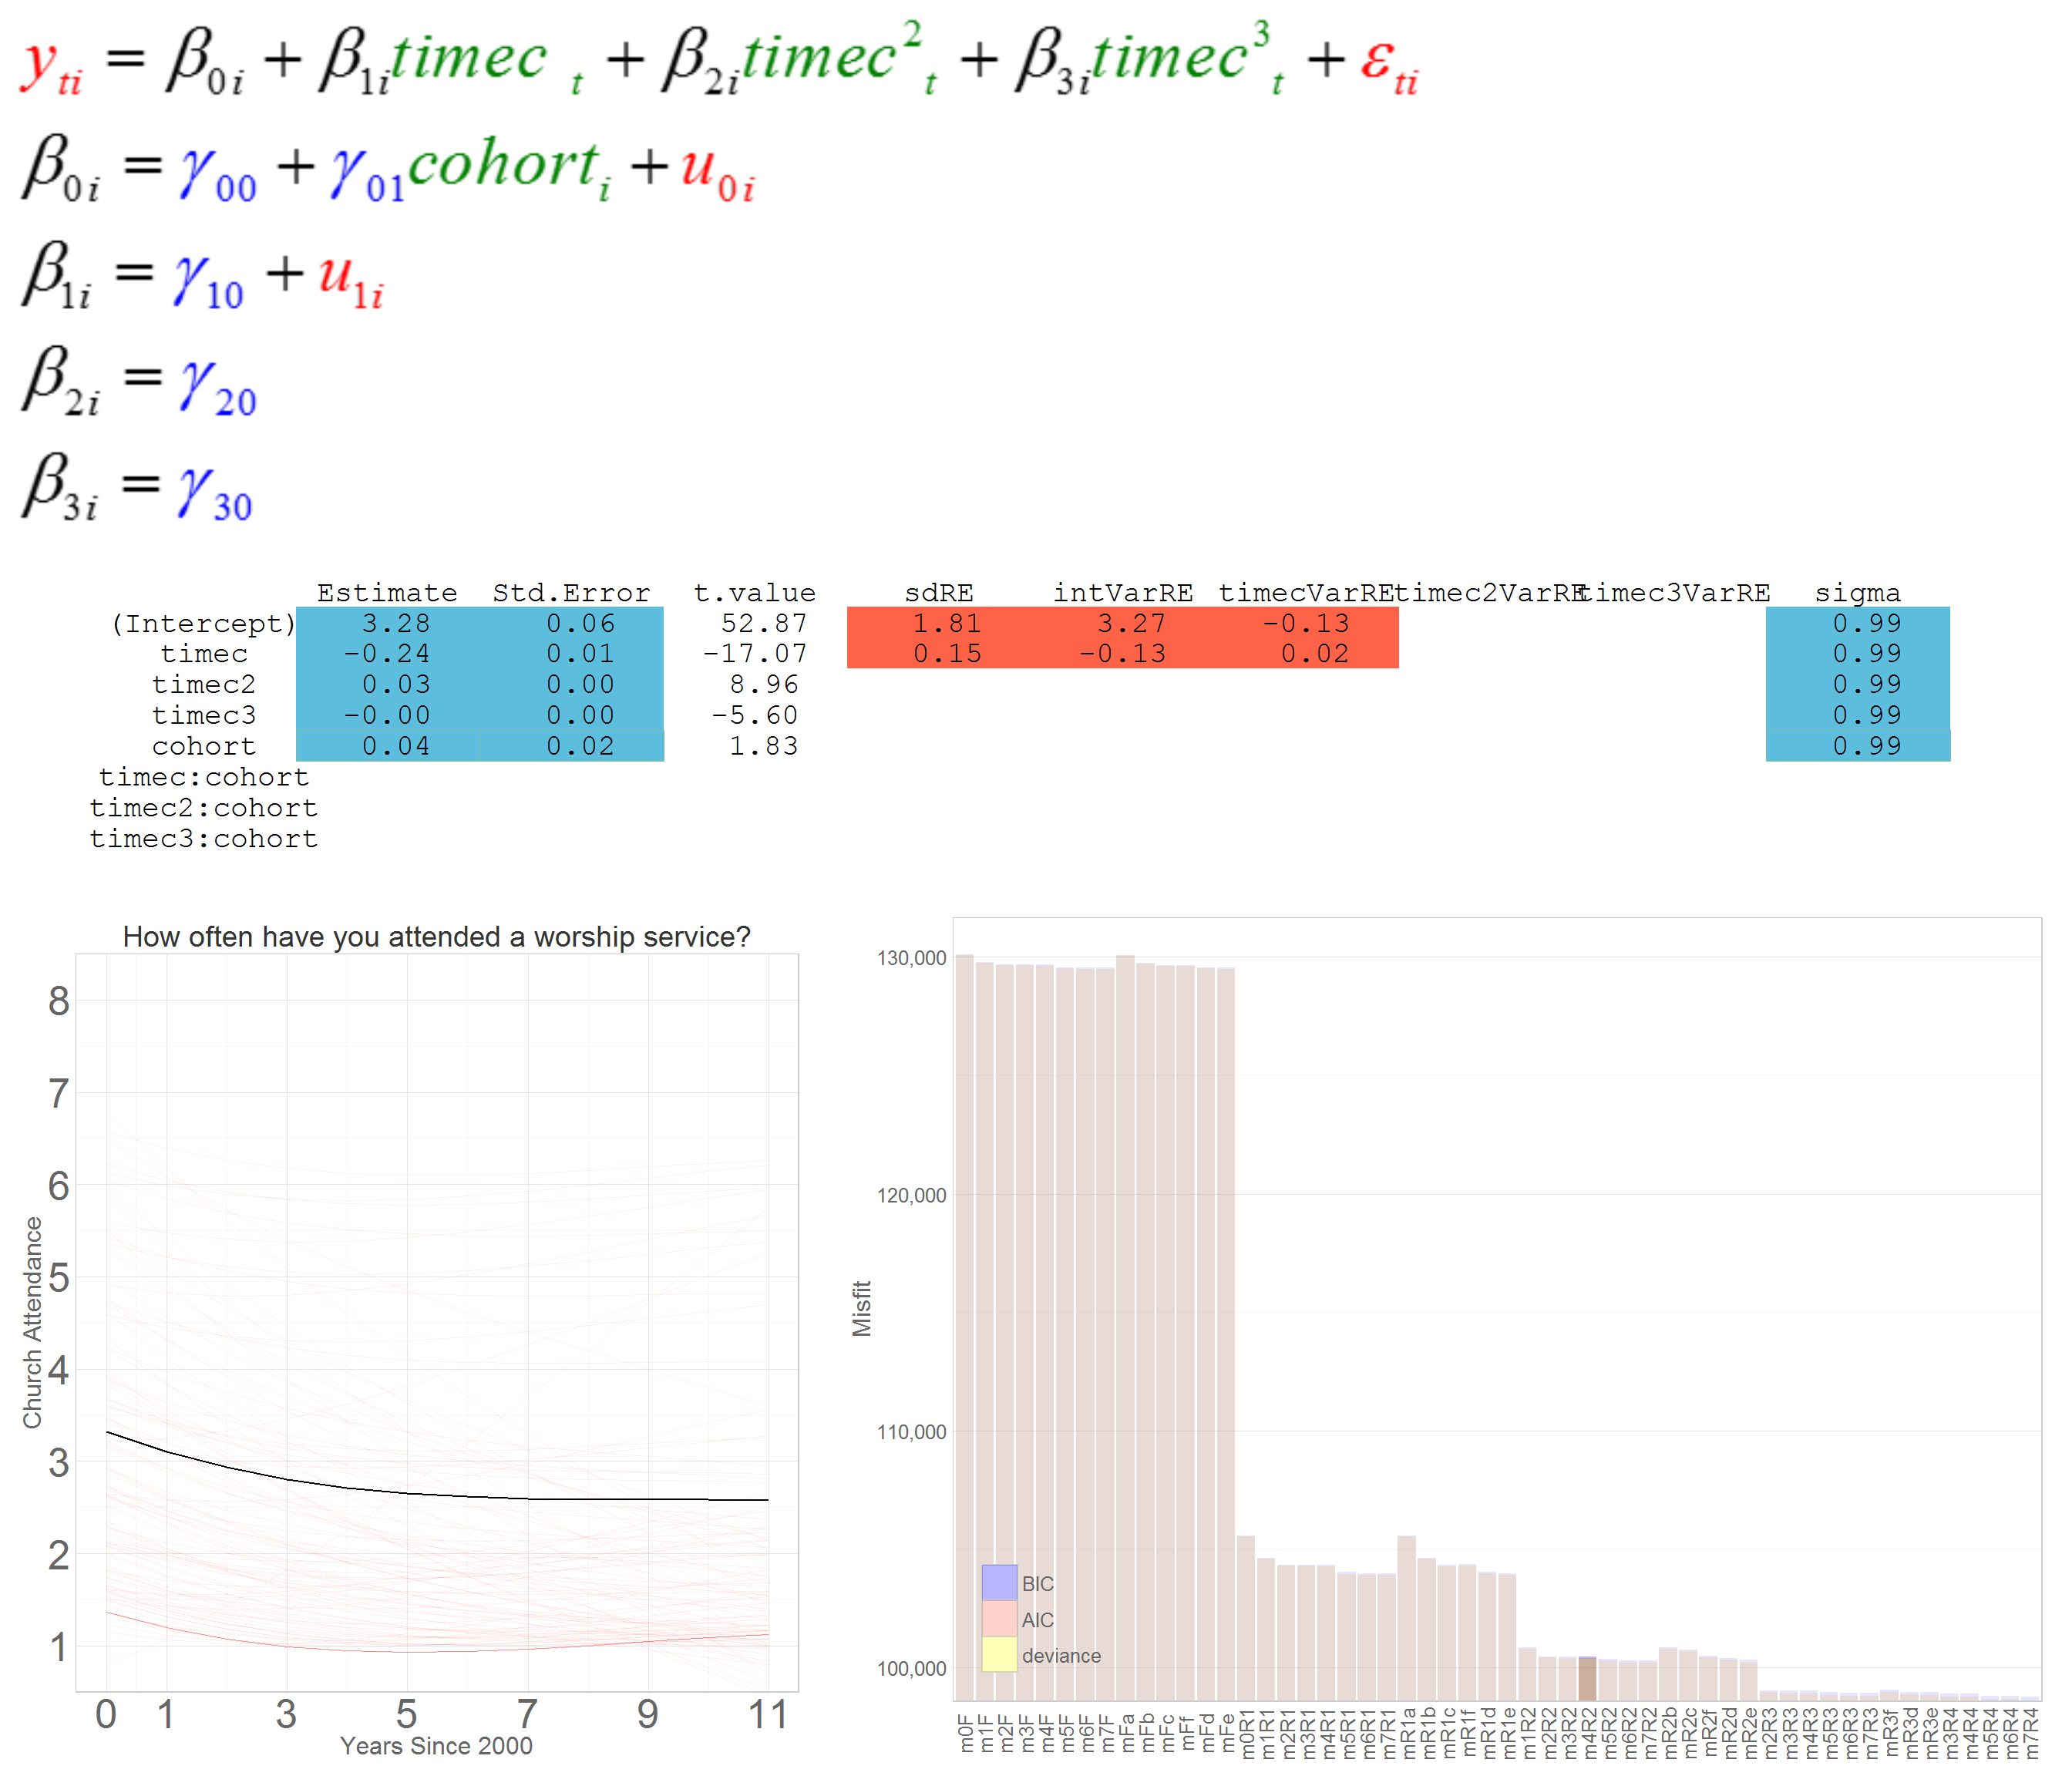 y_ti = β_0i + β_1i timec_t + β_2i timec²_t + β_3i timec³_t + ε_ti
β_0i = γ_00 + γ_01 cohort_i + u_0i
β_1i = γ_10 + u_1i
β_2i = γ_20
β_3i = γ_30
Estimate Std.Error t.value sdRE intVarRE timecVarRE timec2VarRE timec3VarRE sigma
(Intercept) 3.28 0.06 52.87 1.81 3.27 -0.13 0.99
timec -0.24 0.01 -17.07 0.15 -0.13 0.02 0.99
timec2 0.03 0.00 8.96 0.99
timec3 -0.00 0.00 -5.60 0.99
cohort 0.04 0.02 1.83 0.99
timec:cohort
timec2:cohort
timec3:cohort
How often have you attended a worship service?
Church Attendance
8
7
6
5
4
3
2
1
0 1 3 5 7 9 11
Years Since 2000
Misfit
130,000
120,000
110,000
100,000
BIC
AIC
deviance
m0F m1F m2F m3F m4F m5F m6F m7F mFa mFb mFc mFf mFd mFe m0R1 m1R1 m2R1 m3R1 m4R1 m5R1 m6R1 m7R1 mR1a mR1b mR1c mR1f mR1d mR1e m1R2 m2R2 m3R2 m4R2 m5R2 m6R2 m7R2 mR2b mR2c mR2f mR2d mR2e m2R3 m3R3 m4R3 m5R3 m6R3 m7R3 mR3f mR3d mR3e m3R4 m4R4 m5R4 m6R4 m7R4